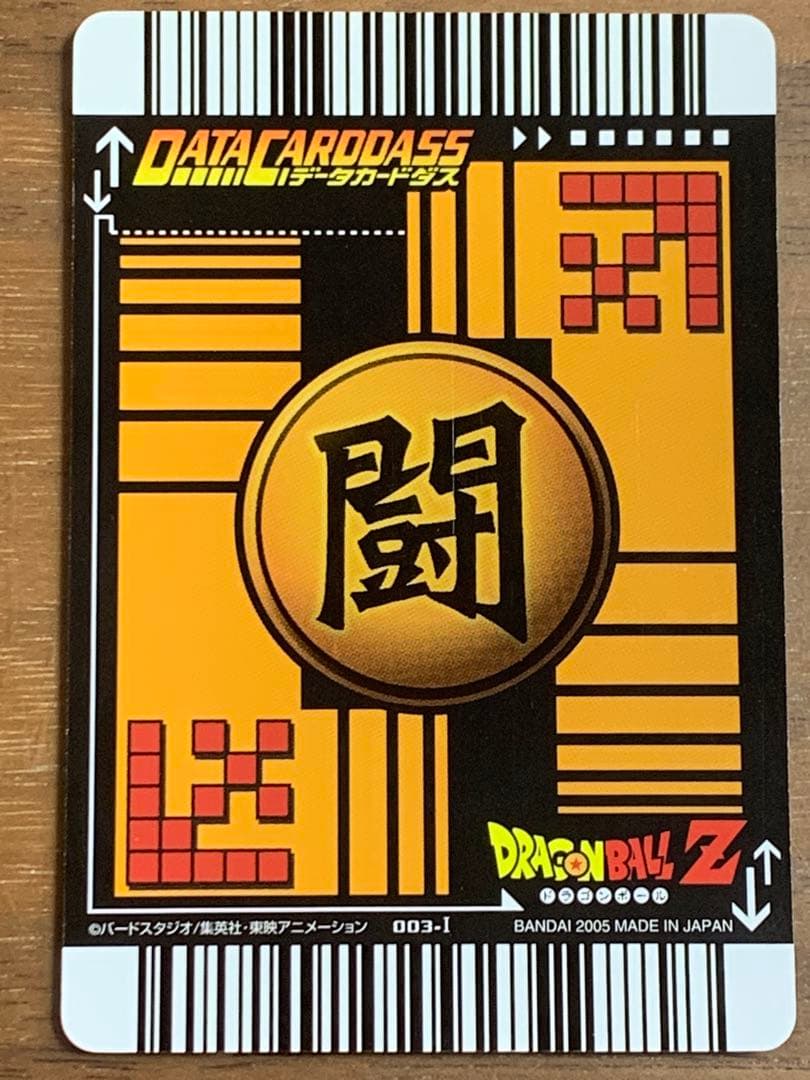 DATACARDDASS
データカードダス
闘
DRAGONBALL Z
ドラゴンボール
©バードスタジオ/集英社・東映アニメーション 003-I BANDAI 2005 MADE IN JAPAN